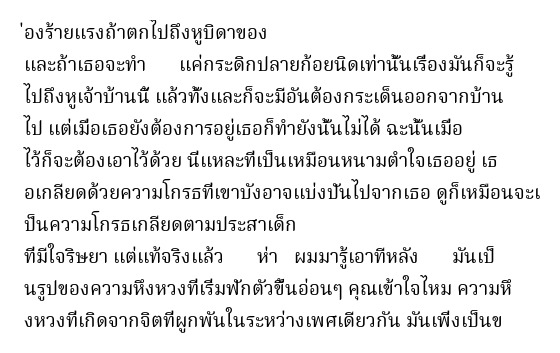 ่องร้ายแรงถ้าตกไปถึงหูบิดาของ
และถ้าเธอจะทำ แค่กระดิกปลายก้อยนิดเท่านั้นเรื่องมันก็จะรู้
ไปถึงหูเจ้าบ้านนี้ แล้วทั้งและก็จะมีอันต้องกระเด็นออกจากบ้าน
ไป แต่เมื่อเธอยังต้องการอยู่เธอก็ทำยังนั้นไม่ได้ ฉะนั้นเมื่อ
ไว้ก็จะต้องเอาไว้ด้วย นี่แหละที่เป็นเหมือนหนามตำใจเธออยู่ เธ
อเกลียดด้วยความโกรธที่เขาบังอาจแบ่งปันไปจากเธอ ดูก็เหมือนจะเ
ป็นความโกรธเกลียดตามประสาเด็ก
ที่มีใจริษยา แต่แท้จริงแล้ว ห่า ผมมารู้เอาทีหลัง มันเป็
นรูปของความหึงหวงที่เริ่มฟักตัวขึ้นอ่อนๆ คุณเข้าใจไหม ความหึ
งหวงที่เกิดจากจิตที่ผูกพันในระหว่างเพศเดียวกัน มันเพิ่งเป็นข